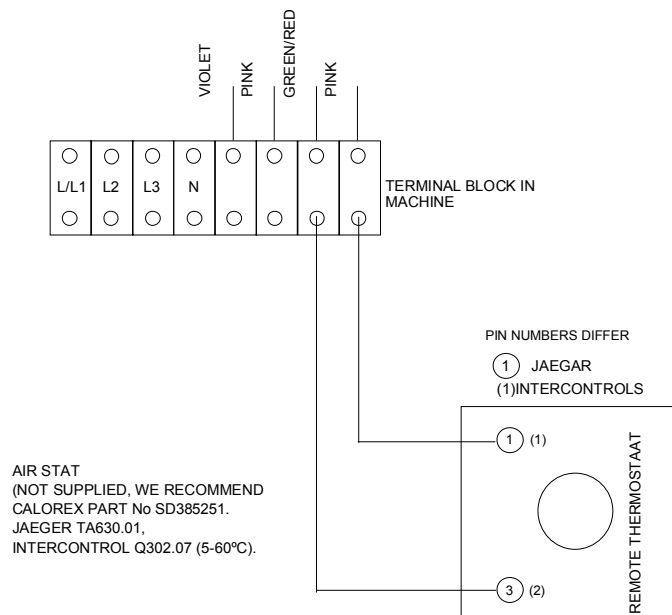 VIOLET
PINK
GREEN/RED
PINK
L/L1
L2
L3
N
TERMINAL BLOCK IN
MACHINE
PIN NUMBERS DIFFER
1 JAEGAR
(1)INTERCONTROLS
1 (1)
REMOTE THERMOSTAAT
3 (2)
AIR STAT
(NOT SUPPLIED, WE RECOMMEND
CALOREX PART No SD385251.
JAEGER TA630.01,
INTERCONTROL Q302.07 (5-60ºC).